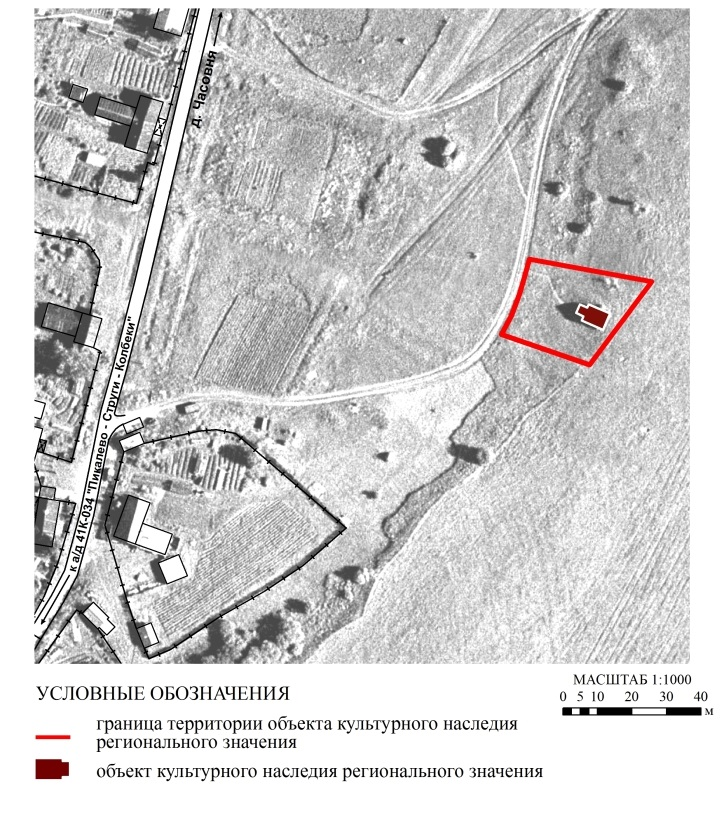 д. Часовня
к а/д 41К-034 "Пикалево - Струги - Колбеки"
УСЛОВНЫЕ ОБОЗНАЧЕНИЯ
граница территории объекта культурного наследия
регионального значения
объект культурного наследия регионального значения
МАСШТАБ 1:1000
0 5 10 20 30 40
м